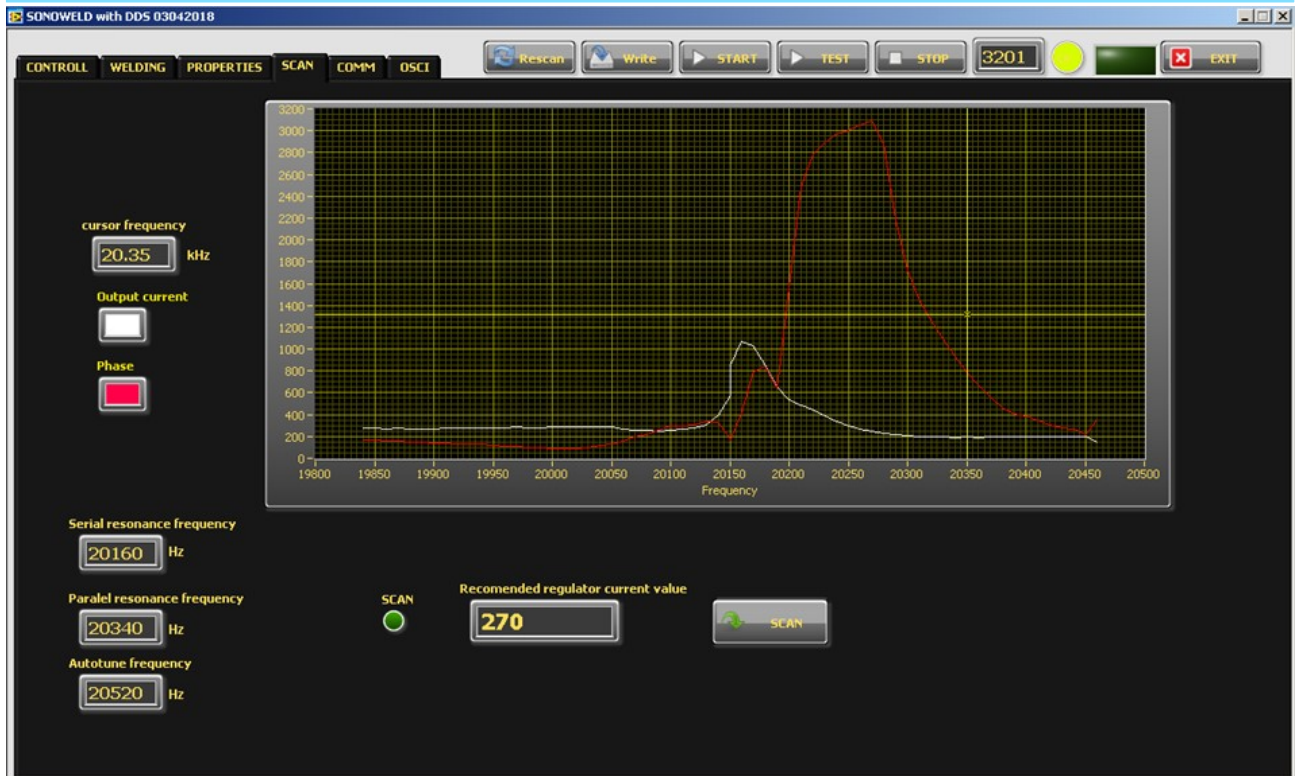 SONOWELD with DDS 03042018
CONTROLL WELDING PROPERTIES SCAN COMM OSCI
Rescan Write START TEST STOP 3201 EXIT
3200
3000
2800
2600
2400
2200
2000
1800
1600
1400
1200
1000
800
600
400
200
0
19800 19850 19900 19950 20000 20050 20100 20150 20200 20250 20300 20350 20400 20450 20500
Frequency
cursor frequency
20.35 kHz
Output current
Phase
Serial resonance frequency
20160 Hz
Paralel resonance frequency
20340 Hz
Autotune frequency
20520 Hz
SCAN
Recomended regulator current value
270
SCAN